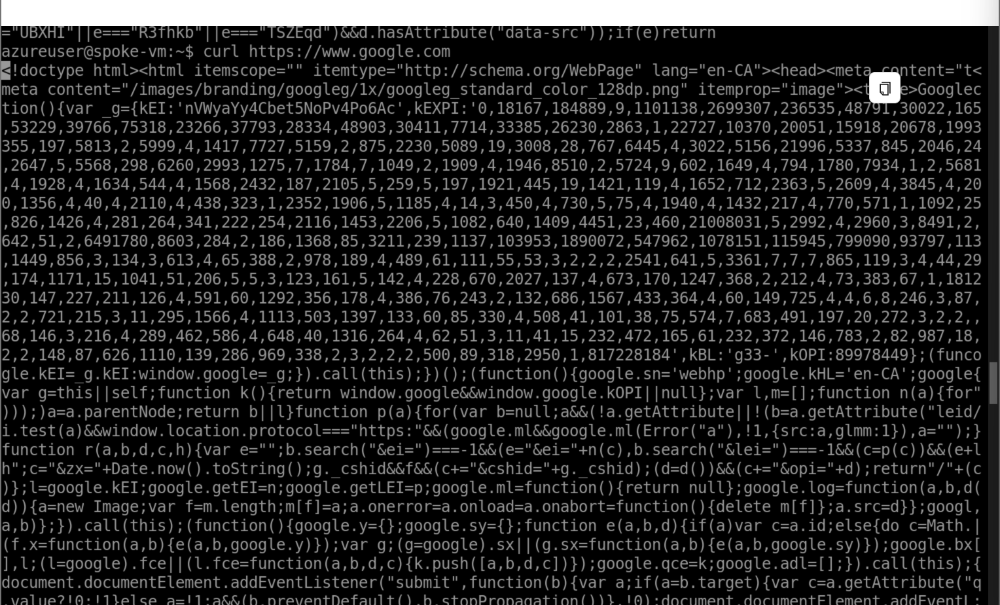 ="UBXHI"||e==="R3fhkb"||e==="TSZEqd")&&d.hasAttribute("data-src"));if(e)return
azureuser@spoke-vm:~$ curl https://www.google.com
<!doctype html><html itemscope="" itemtype="http://schema.org/WebPage" lang="en-CA"><head><meta content="t<
meta content="/images/branding/googleg/1x/googleg_standard_color_128dp.png" itemprop="image"><t e>Googlec
tion(){var _g={kEI:'nVWyaYy4Cbet5NoPv4Po6Ac',kEXPI:'0,18167,184889,9,1101138,2699307,236535,48791,30022,165
,53229,39766,75318,23266,37793,28334,48903,30411,7714,33385,26230,2863,1,22727,10370,20051,15918,20678,1993
355,197,5813,2,5999,4,1417,7727,5159,2,875,2230,5089,19,3008,28,767,6445,4,3022,5156,21996,5337,845,2046,24
,2647,5,5568,298,6260,2993,1275,7,1784,7,1049,2,1909,4,1946,8510,2,5724,9,602,1649,4,794,1780,7934,1,2,5681
,4,1928,4,1634,544,4,1568,2432,187,2105,5,259,5,197,1921,445,19,1421,119,4,1652,712,2363,5,2609,4,3845,4,20
0,1356,4,40,4,2110,4,438,323,1,2352,1906,5,1185,4,14,3,450,4,730,5,75,4,1940,4,1432,217,4,770,571,1,1092,25
,826,1426,4,281,264,341,222,254,2116,1453,2206,5,1082,640,1409,4451,23,460,21008031,5,2992,4,2960,3,8491,2,
642,51,2,6491780,8603,284,2,186,1368,85,3211,239,1137,103953,1890072,547962,1078151,115945,799090,93797,113
,1449,856,3,134,3,613,4,65,388,2,978,189,4,489,61,111,55,53,3,2,2,2,2541,641,5,3361,7,7,7,865,119,3,4,44,29
,174,1171,15,1041,51,206,5,5,3,123,161,5,142,4,228,670,2027,137,4,673,170,1247,368,2,212,4,73,383,67,1,1812
30,147,227,211,126,4,591,60,1292,356,178,4,386,76,243,2,132,686,1567,433,364,4,60,149,725,4,4,6,8,246,3,87,
2,2,721,215,3,11,295,1566,4,1113,503,1397,133,60,85,330,4,508,41,101,38,75,574,7,683,491,197,20,272,3,2,2,,
68,146,3,216,4,289,462,586,4,648,40,1316,264,4,62,51,3,11,41,15,232,472,165,61,232,372,146,783,2,82,987,18,
2,2,148,87,626,1110,139,286,969,338,2,3,2,2,2,500,89,318,2950,1,817228184',kBL:'g33-',kOPI:89978449};(funco
gle.kEI=_g.kEI:window.google=_g;}).call(this);})();(function(){google.sn='webhp';google.kHL='en-CA';google{
var g=this||self;function k(){return window.google&&window.google.kOPI||null};var l,m=[];function n(a){for"
)));)a=a.parentNode;return b||l}function p(a){for(var b=null;a&&(!a.getAttribute||!(b=a.getAttribute("leid/
i.test(a)&&window.location.protocol==="https:"&&(google.ml&&google.ml(Error("a"),!1,{src:a,glmm:1}),a="");}
function r(a,b,d,c,h){var e="";b.search("&ei=")===-1&&(e="&ei="+n(c),b.search("&lei=")===-1&&(c=p(c))&&(e+l
h";c="&zx="+Date.now().toString();g._cshid&&f&&(c+="&cshid="+g._cshid);(d=d())&&(c+="&opi="+d);return"/"+(c
)};l=google.kEI;google.getEI=n;google.getLEI=p;google.ml=function(){return null};google.log=function(a,b,d(
d)){a=new Image;var f=m.length;m[f]=a;a.onerror=a.onload=a.onabort=function(){delete m[f]};a.src=d}};googl,
a,b)};}).call(this);(function(){google.y={};google.sy={};function e(a,b,d){if(a)var c=a.id;else{do c=Math.|
(f.x=function(a,b){e(a,b,google.y)});var g;(g=google).sx||(g.sx=function(a,b){e(a,b,google.sy)});google.bx[
],l;(l=google).fce||(l.fce=function(a,b,d,c){k.push([a,b,d,c])});google.qce=k;google.adl=[];}).call(this);{
document.documentElement.addEventListener("submit",function(b){var a;if(a=b.target){var c=a.getAttribute("q
.value?!0:!1}else a=!1;a&&(b.preventDefault(),b.stopPropagation())},!0);document.documentElement.addEventL;